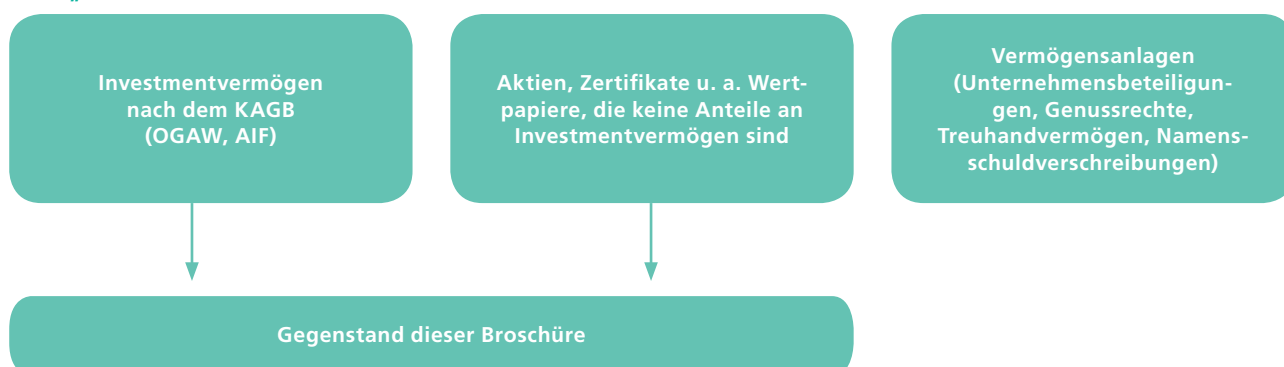 Investmentvermögen
nach dem KAGB
(OGAW, AIF)
Aktien, Zertifikate u. a. Wert-
papiere, die keine Anteile an
Investmentvermögen sind
Vermögensanlagen
(Unternehmensbeteiligun-
gen, Genussrechte,
Treuhandvermögen, Namens-
schuldverschreibungen)
Gegenstand dieser Broschüre